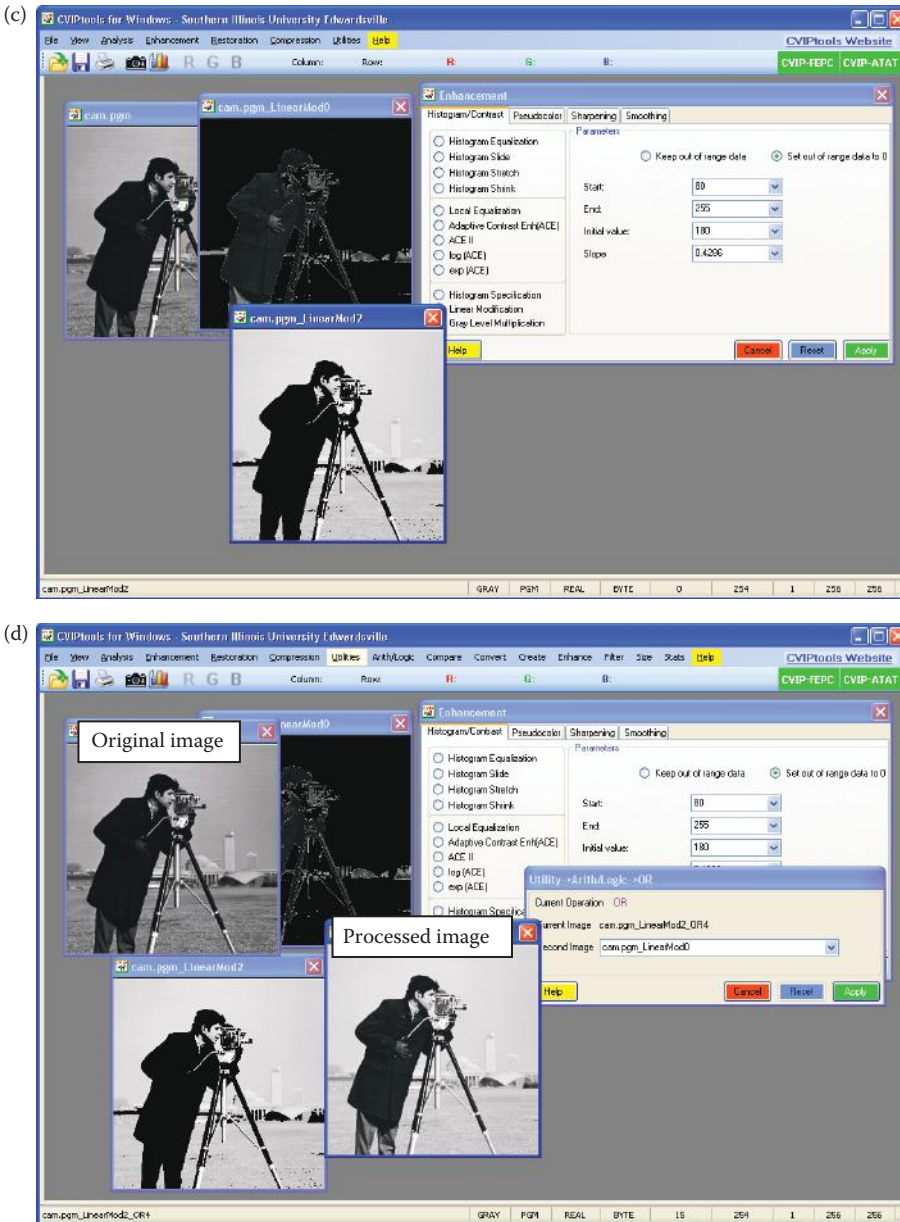 (c)
CVIPtools for Windows - Southern Illinois University Edwardsville
File View Analysis Enhancement Restoration Compression Utilities Help CVIPtools Website
R G B Column: Row: R: G: B: CVIP-FEPC CVIP-ATAT
cam.pgm
cam.pgm_LinearMod0
Enhancement
Histogram/Contrast Pseudocolor Sharpening Smoothing
Parameters
Histogram Equalization
Histogram Slide
Histogram Stretch
Histogram Shrink
Local Equalization
Adaptive Contrast Enh(ACE)
ACE II
log (ACE)
exp (ACE)
Histogram Specification
Linear Modification
Gray Level Multiplication
Keep out of range data Set out of range data to 0
Start: 80
End: 255
Initial value: 180
Slope 0.4286
Help Cancel Reset Apply
cam.pgm_LinearMod2
cam.pgm_LinearMod2 GRAY PGM REAL BYTE 0 254 1 256 256
(d)
CVIPtools for Windows - Southern Illinois University Edwardsville
File View Analysis Enhancement Restoration Compression Utilities Arith/Logic Compare Convert Create Enhance Filter Size Stats Help CVIPtools Website
R G B Column: Row: R: G: B: CVIP-FEPC CVIP-ATAT
Original image
nearMod0
Enhancement
Histogram/Contrast Pseudocolor Sharpening Smoothing
Parameters
Histogram Equalization
Histogram Slide
Histogram Stretch
Histogram Shrink
Local Equalization
Adaptive Contrast Enh(ACE)
ACE II
log (ACE)
exp (ACE)
Histogram Specifica
Keep out of range data Set out of range data to 0
Start: 80
End: 255
Initial value: 180
Utility->Arith/Logic->OR
Current Operation OR
urrent Image cam.pgm_LinearMod2_OR4
econd Image cam.pgm_LinearMod0
Help Cancel Reset Apply
Processed image
cam.pgm_LinearMod2
cam.pgm_LinearMod2_OR4 GRAY PGM REAL BYTE 15 254 1 256 256